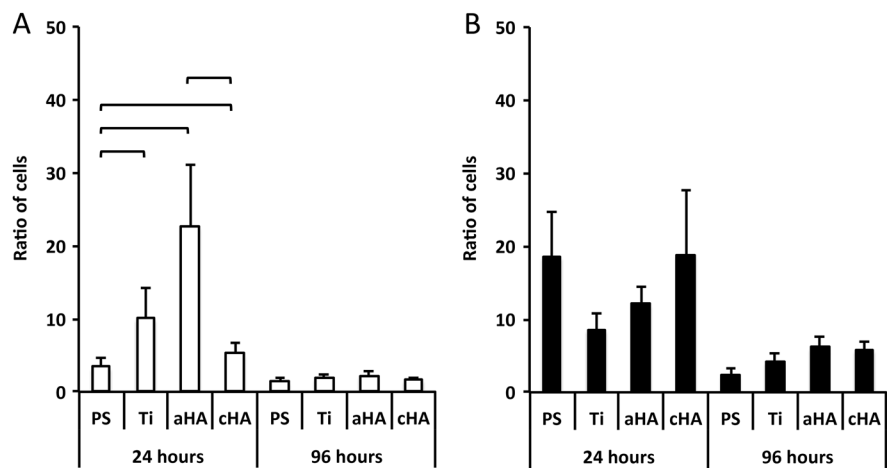 A
50
40
30
20
10
0
Ratio of cells
PS Ti aHA cHA PS Ti aHA cHA
24 hours 96 hours
B
50
40
30
20
10
0
Ratio of cells
PS Ti aHA cHA PS Ti aHA cHA
24 hours 96 hours